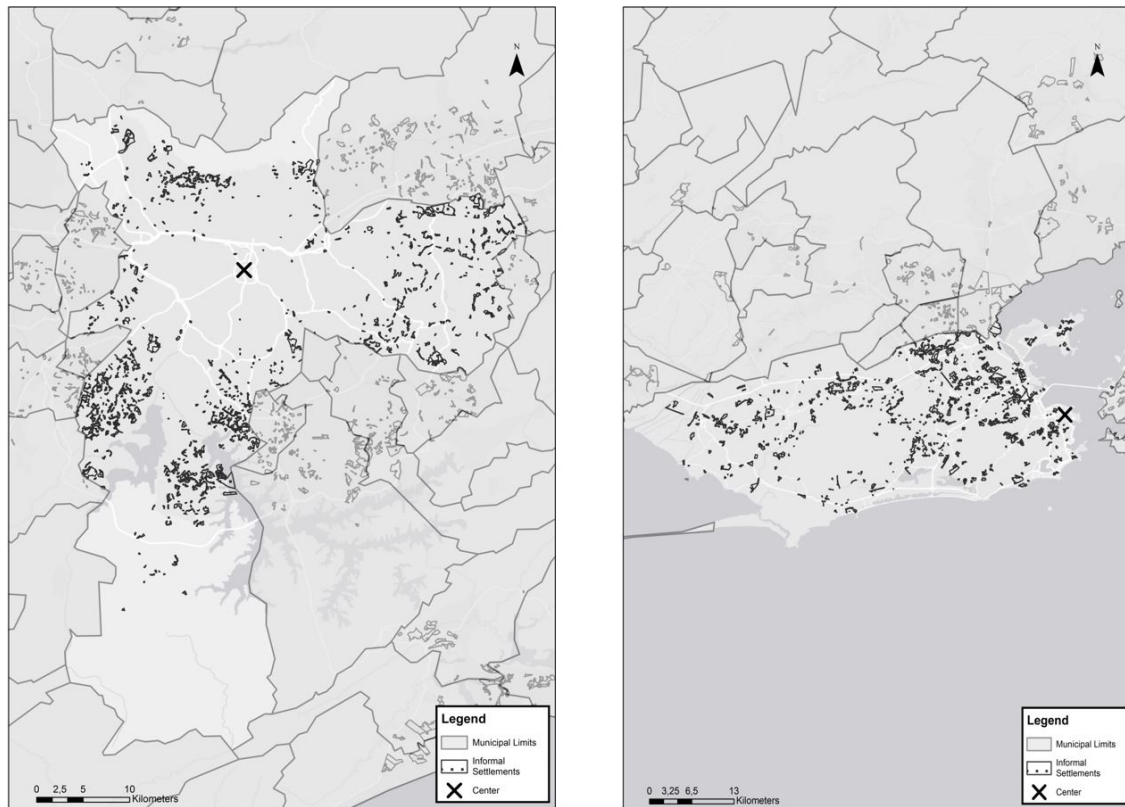 N
Legend
Municipal Limits
Informal
Settlements
Center
0 2,5 5 10
Kilometers
N
Legend
Municipal Limits
Informal
Settlements
Center
0 3,25 6,5 13
Kilometers